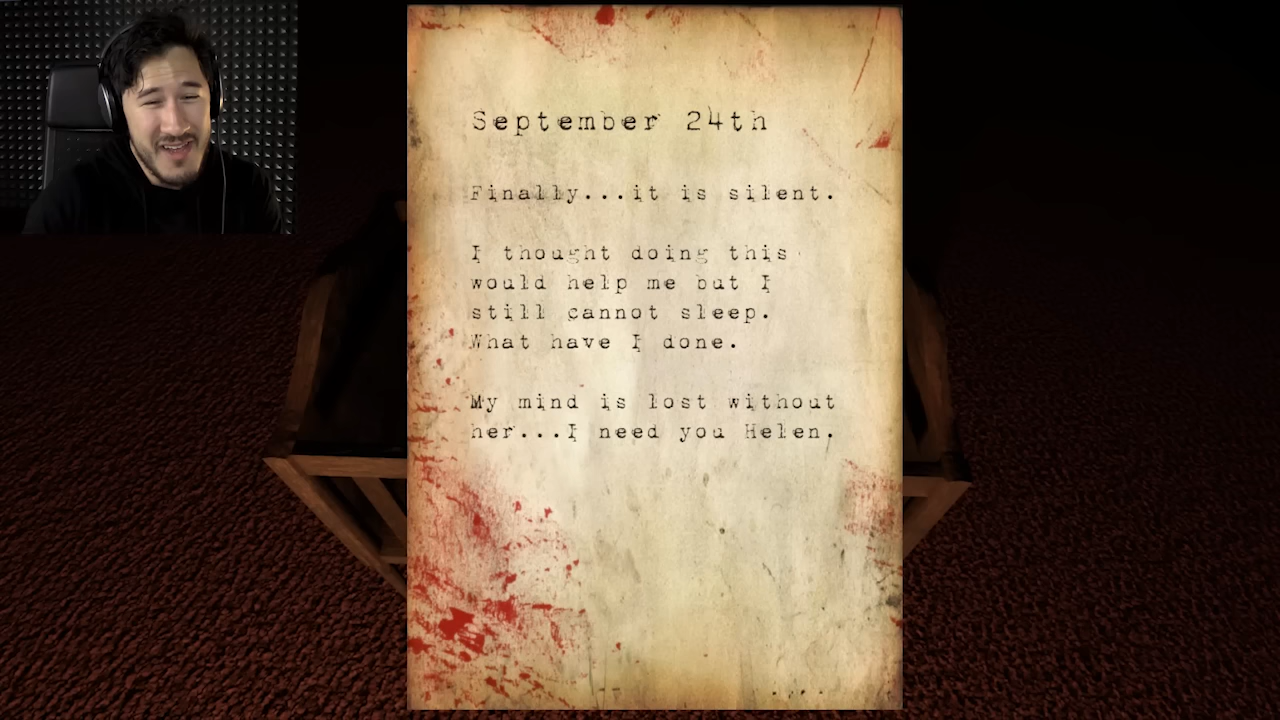 September 24th
Finally...it is silent.
I thought doing this
would help me but I
still cannot sleep.
What have I done.
My mind is lost without
her...I need you Helen.